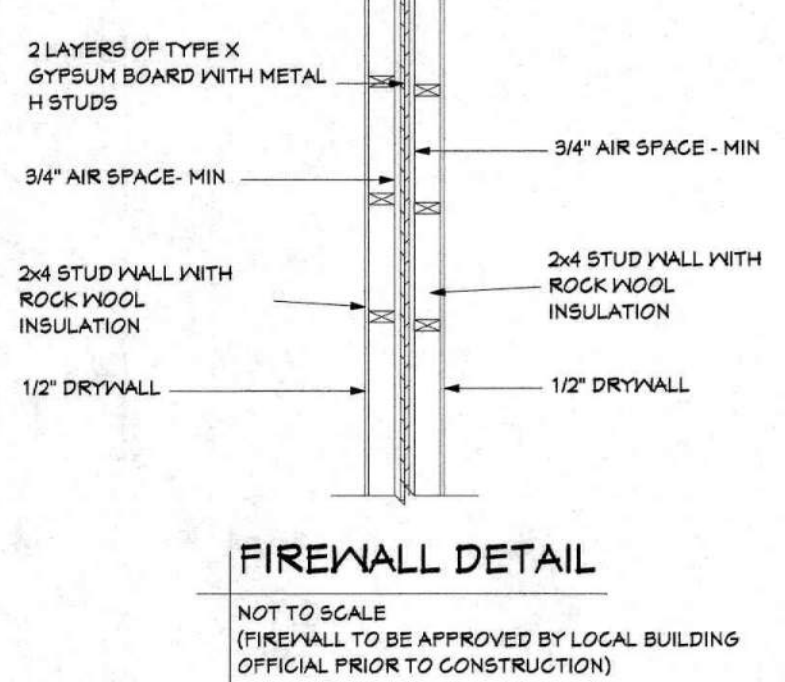 2 LAYERS OF TYPE X
GYPSUM BOARD WITH METAL
H STUDS
3/4" AIR SPACE- MIN
2x4 STUD WALL WITH
ROCK WOOL
INSULATION
1/2" DRYWALL
3/4" AIR SPACE - MIN
2x4 STUD WALL WITH
ROCK WOOL
INSULATION
1/2" DRYWALL
FIREWALL DETAIL
NOT TO SCALE
(FIREWALL TO BE APPROVED BY LOCAL BUILDING
OFFICIAL PRIOR TO CONSTRUCTION)